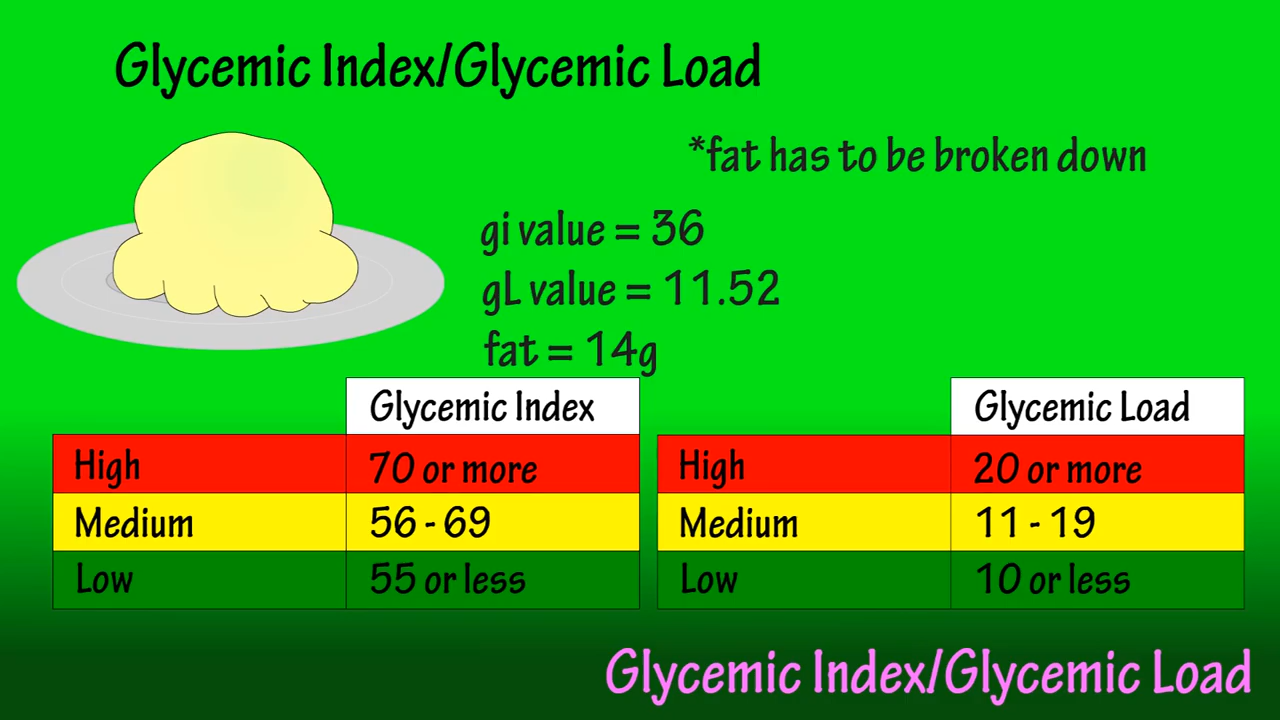 Glycemic Index/Glycemic Load
*fat has to be broken down
gi value = 36
gL value = 11.52
fat = 14g
Glycemic Index
High 70 or more
Medium 56 - 69
Low 55 or less
Glycemic Load
High 20 or more
Medium 11 - 19
Low 10 or less
Glycemic Index/Glycemic Load